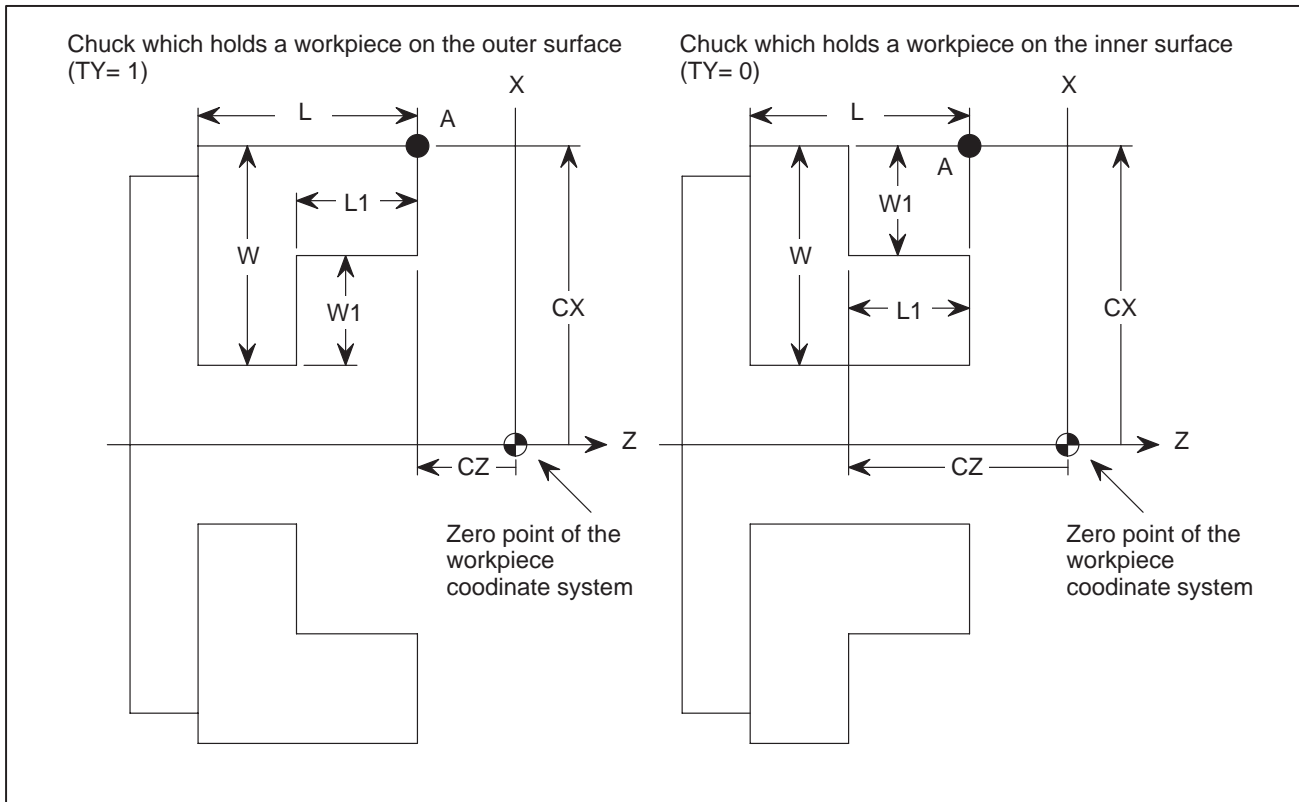 Chuck which holds a workpiece on the outer surface
(TY= 1)
X
L
A
L1
W
W1
CX
Z
CZ
Zero point of the
workpiece
coodinate system
Chuck which holds a workpiece on the inner surface
(TY= 0)
X
L
A
W1
W
L1
CX
Z
CZ
Zero point of the
workpiece
coodinate system